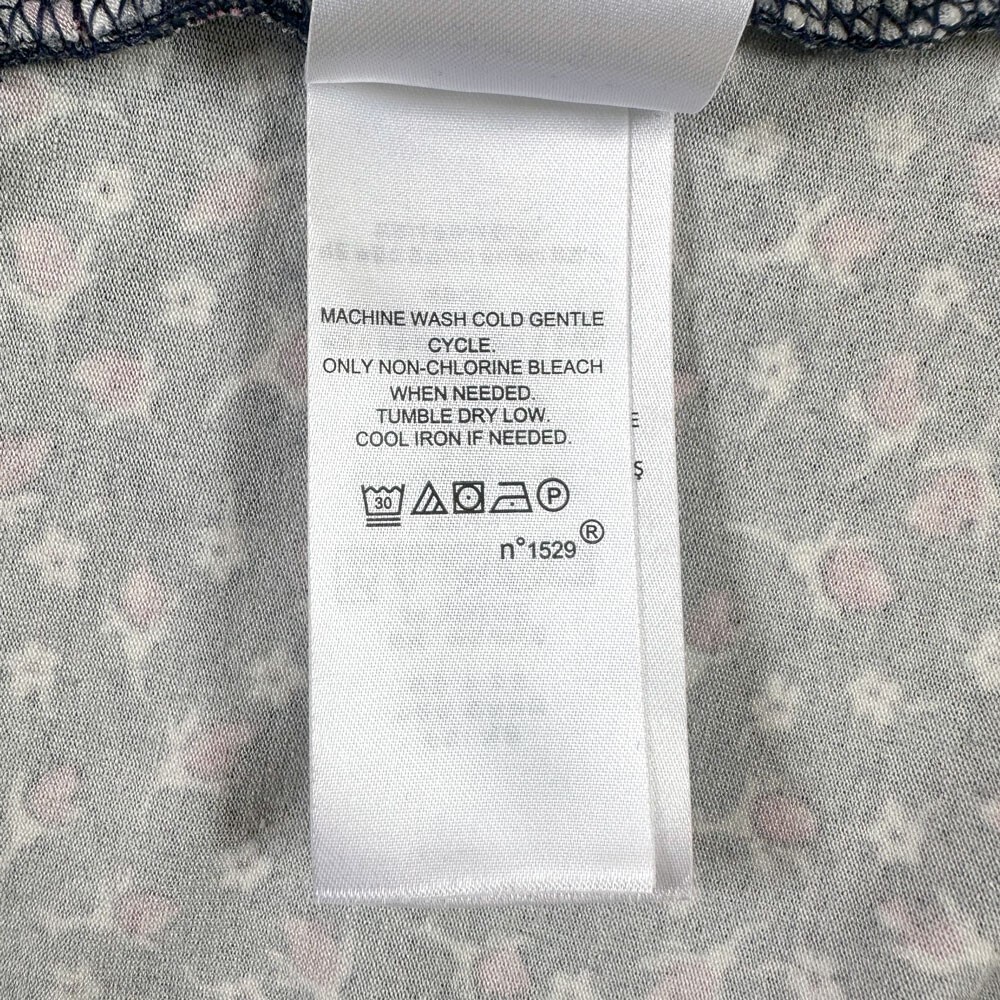 MACHINE WASH COLD GENTLE
CYCLE.
ONLY NON-CHLORINE BLEACH
WHEN NEEDED.
TUMBLE DRY LOW.
COOL IRON IF NEEDED.
E
Ş
30 P
n°1529®